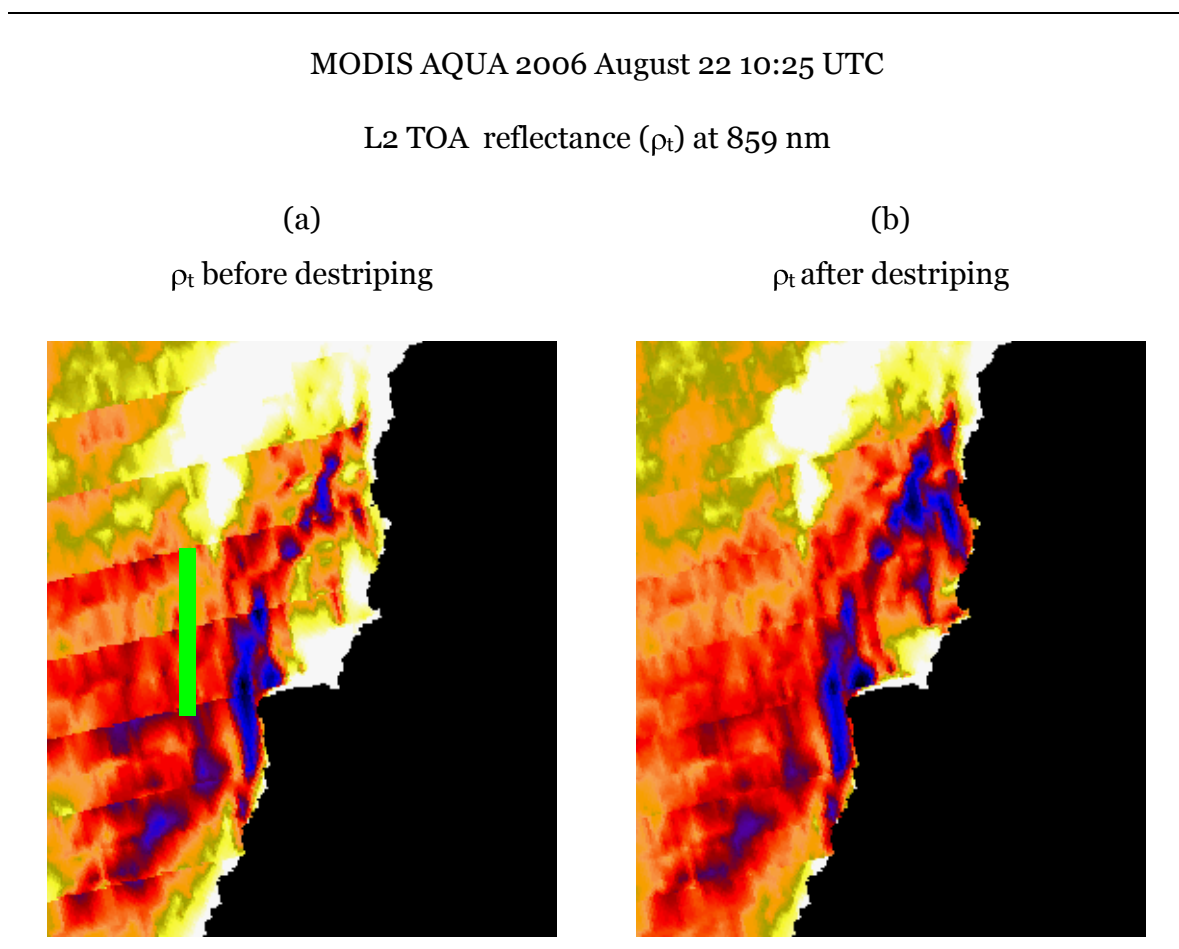 MODIS AQUA 2006 August 22 10:25 UTC
L2 TOA reflectance (ρt) at 859 nm
(a)
(b)
ρt before destriping
ρt after destriping